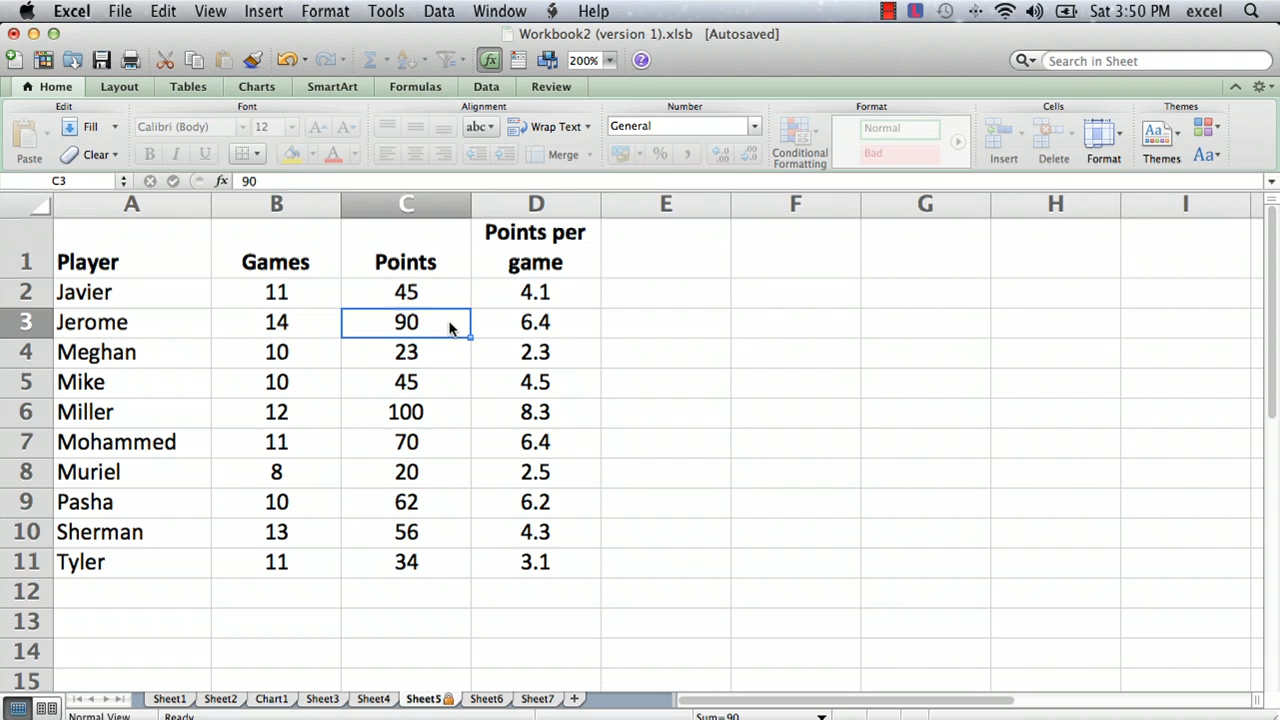 Excel File Edit View Insert Format Tools Data Window Help Sat 3:50 PM excel
Workbook2 (version 1).xlsb [Autosaved]
200% Search in Sheet
Home Layout Tables Charts SmartArt Formulas Data Review
Edit Font Alignment Number Format Cells Themes
Fill Calibri (Body) 12 abc Wrap Text General Normal
Paste Clear B I U Merge % Conditional Formatting Bad Insert Delete Format Themes Aa
C3 fx 90
A B C D E F G H I
Points per
1 Player Games Points game
2 Javier 11 45 4.1
3 Jerome 14 90 6.4
4 Meghan 10 23 2.3
5 Mike 10 45 4.5
6 Miller 12 100 8.3
7 Mohammed 11 70 6.4
8 Muriel 8 20 2.5
9 Pasha 10 62 6.2
10 Sherman 13 56 4.3
11 Tyler 11 34 3.1
12
13
14
15
Sheet1 Sheet2 Chart1 Sheet3 Sheet4 Sheet5 Sheet6 Sheet7
Normal View Ready Sum=90